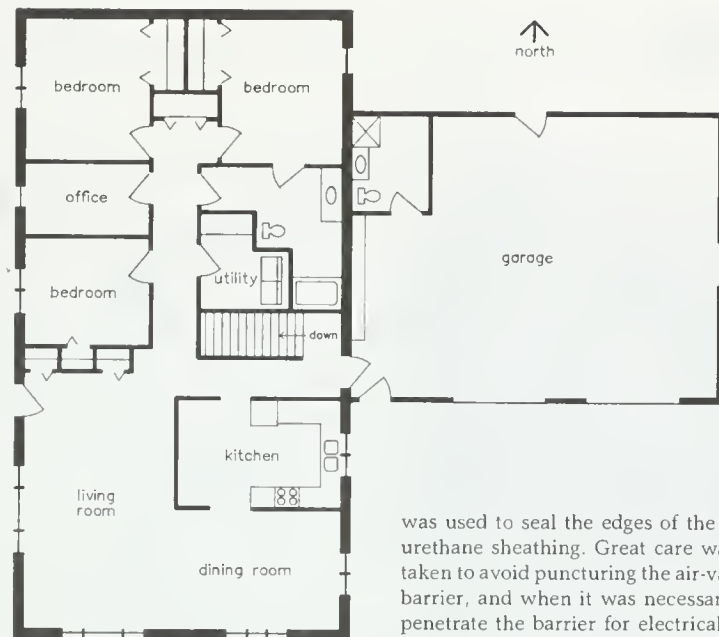 north
bedroom
bedroom
office
garage
utility
bedroom
down
kitchen
living
room
dining room
was used to seal the edges of the
urethane sheathing. Great care wa
taken to avoid puncturing the air-va
barrier, and when it was necessar
penetrate the barrier for electrical